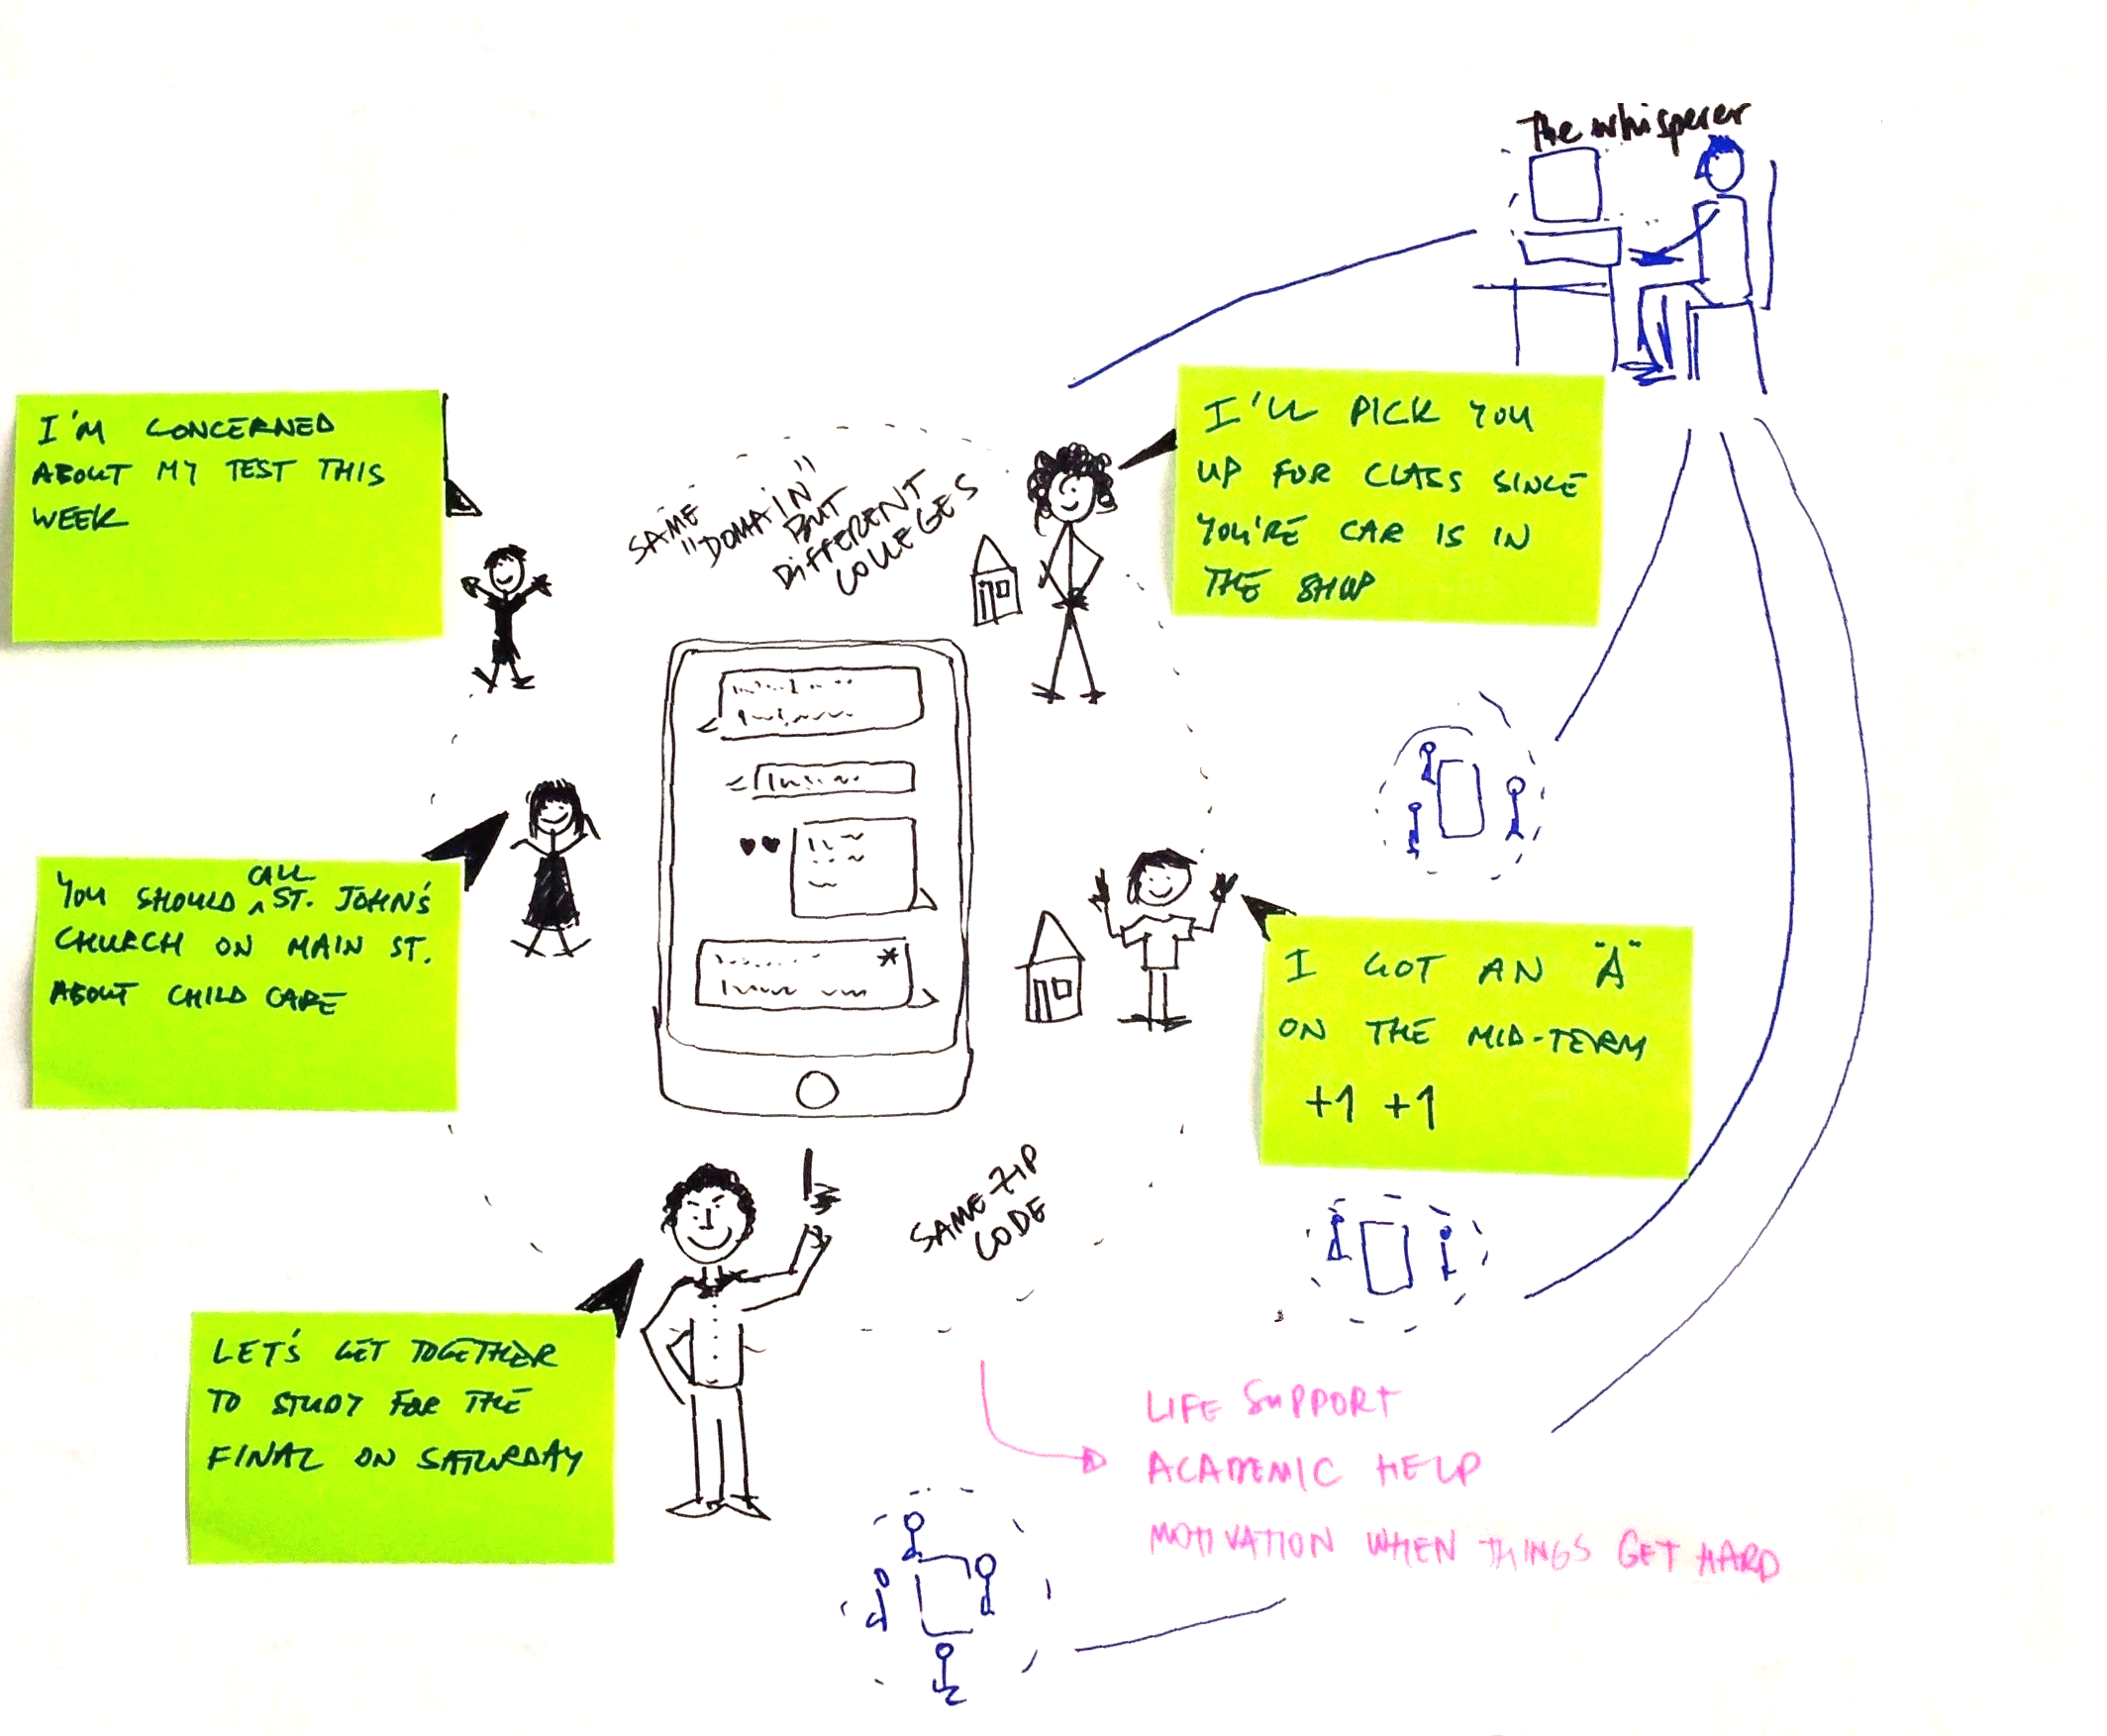 The whisperer
I'M CONCERNED
ABOUT MY TEST THIS
WEEK
SAME
"DOMAIN"
BUT
DIFFERENT
COLLEGES
I'LL PICK YOU
UP FOR CLASS SINCE
YOU'RE CAR IS IN
THE SHOP
YOU SHOULD ^CALL ST. JOHN'S
CHURCH ON MAIN ST.
ABOUT CHILD CARE
I GOT AN "A"
ON THE MID-TERM
+1 +1
SAME ZIP
CODE
LET'S GET TOGETHER
TO STUDY FOR THE
FINAL ON SATURDAY
LIFE SUPPORT
ACADEMIC HELP
MOTIVATION WHEN THINGS GET HARD